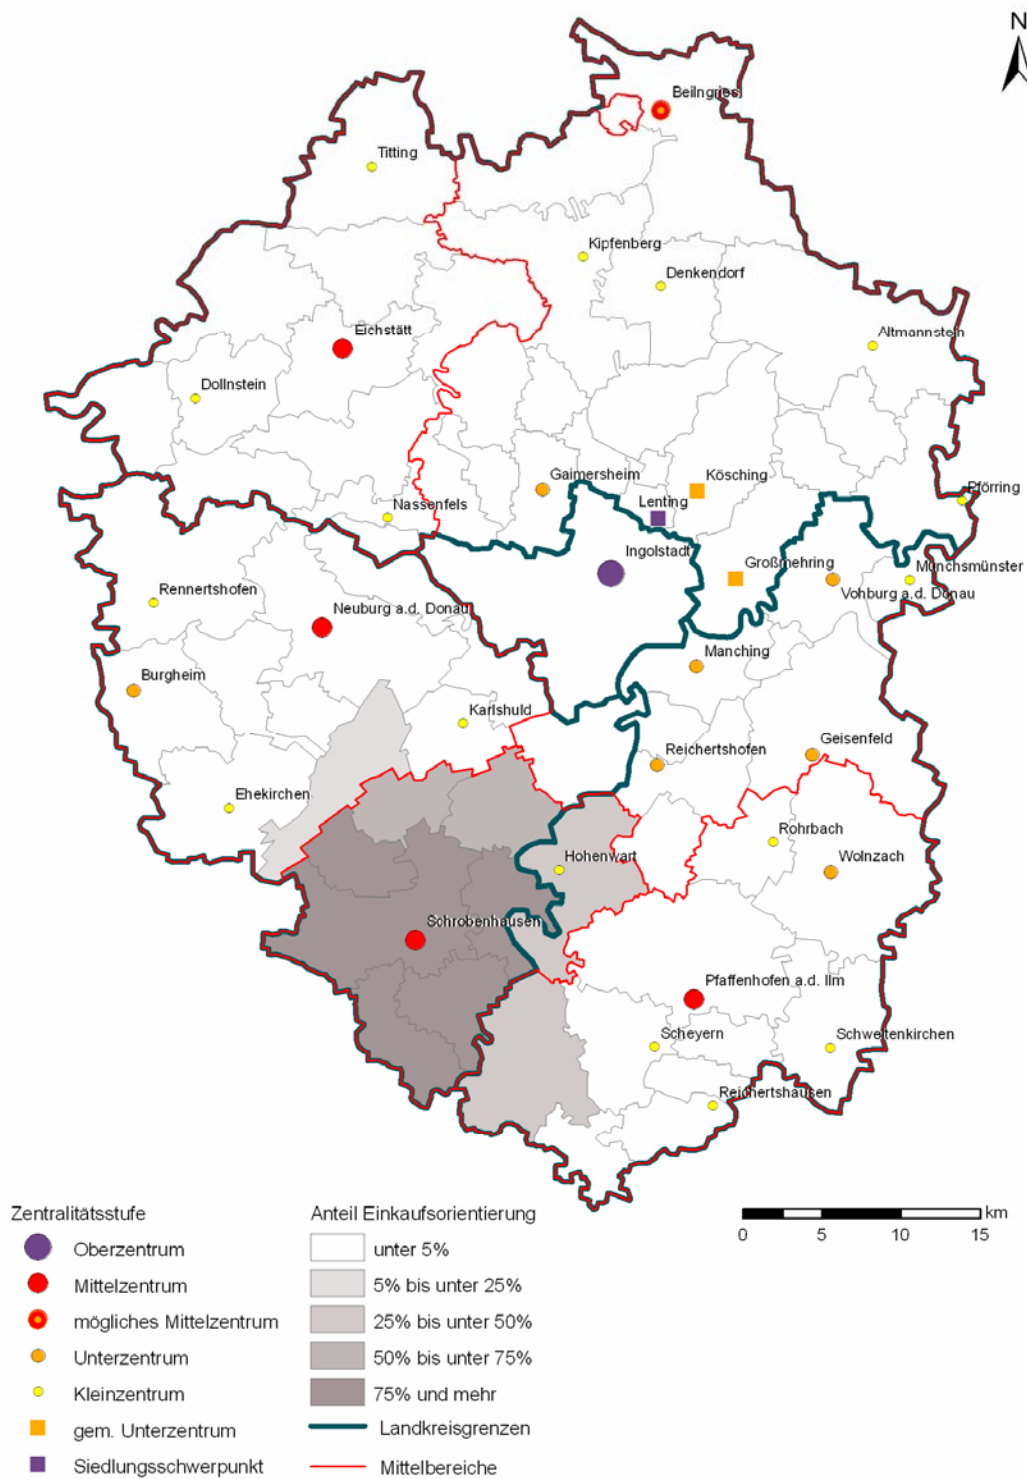 N
Beilngries
Titting
Kipfenberg
Denkendorf
Eichstätt
Altmannstein
Dollnstein
Gaimersheim
Kösching
Pförring
Nassenfels
Lenting
Ingolstadt
Großmehring
Münchsmünster
Rennertshofen
Neuburg a.d. Donau
Vohburg a.d. Donau
Manching
Burgheim
Karlshuld
Reichertshofen
Geisenfeld
Ehekirchen
Rohrbach
Hohenwart
Wolnzach
Schrobenhausen
Pfaffenhofen a.d. Ilm
Scheyern
Schweitenkirchen
Reichertshausen
Zentralitätsstufe
Oberzentrum
Mittelzentrum
mögliches Mittelzentrum
Unterzentrum
Kleinzentrum
gem. Unterzentrum
Siedlungsschwerpunkt
Anteil Einkaufsorientierung
unter 5%
5% bis unter 25%
25% bis unter 50%
50% bis unter 75%
75% und mehr
Landkreisgrenzen
Mittelbereiche
km
0 5 10 15